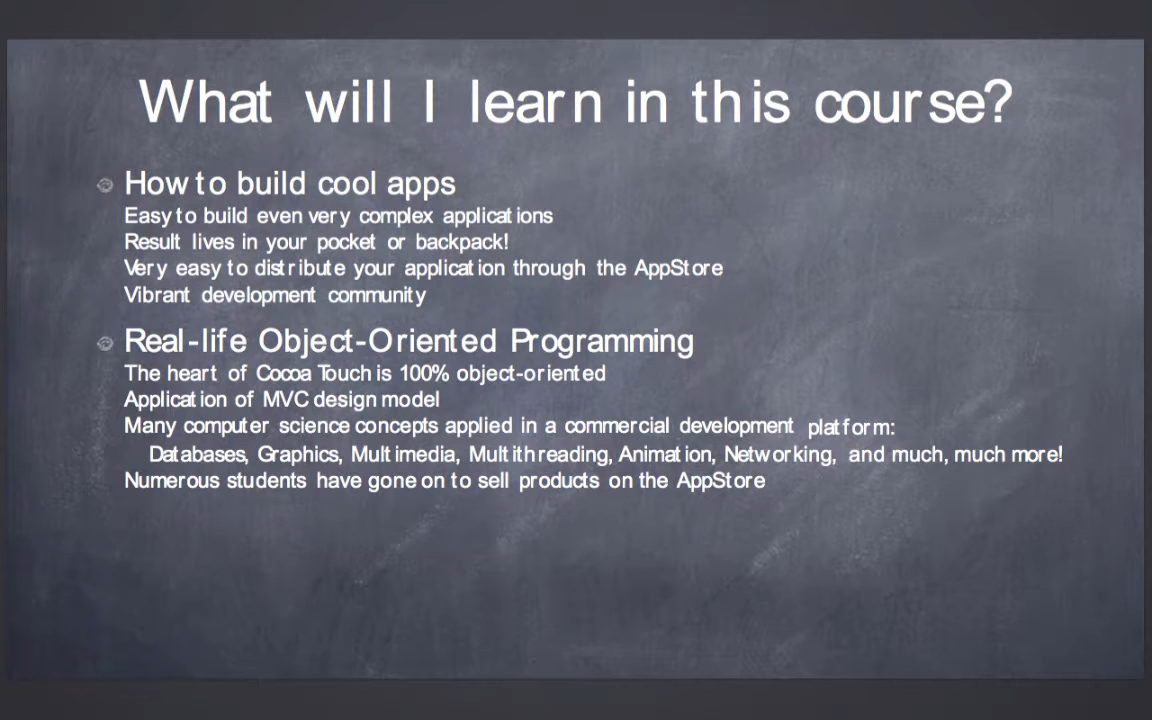 What will I learn in this course?
How to build cool apps
Easy to build even very complex applications
Result lives in your pocket or backpack!
Very easy to distribute your application through the AppStore
Vibrant development community
Real-life Object-Oriented Programming
The heart of Cocoa Touch is 100% object-oriented
Application of MVC design model
Many computer science concepts applied in a commercial development platform:
Databases, Graphics, Multimedia, Multithreading, Animation, Networking, and much, much more!
Numerous students have gone on to sell products on the AppStore